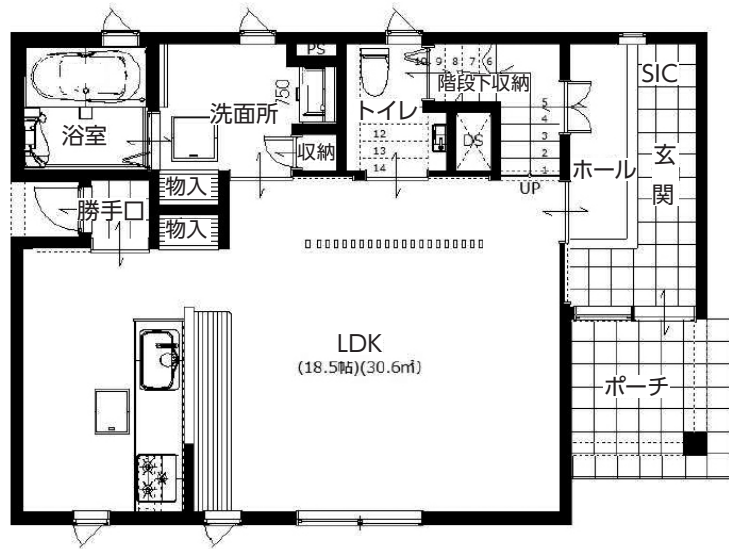 PS
SIC
10 9 8 7 6
階段下収納
750
洗面所
トイレ
浴室
5
4
3
2
1
12
13
14
DS
収納
ホール
玄関
物入
UP
勝手口
物入
LDK
(18.5帖)(30.6㎡)
ポーチ